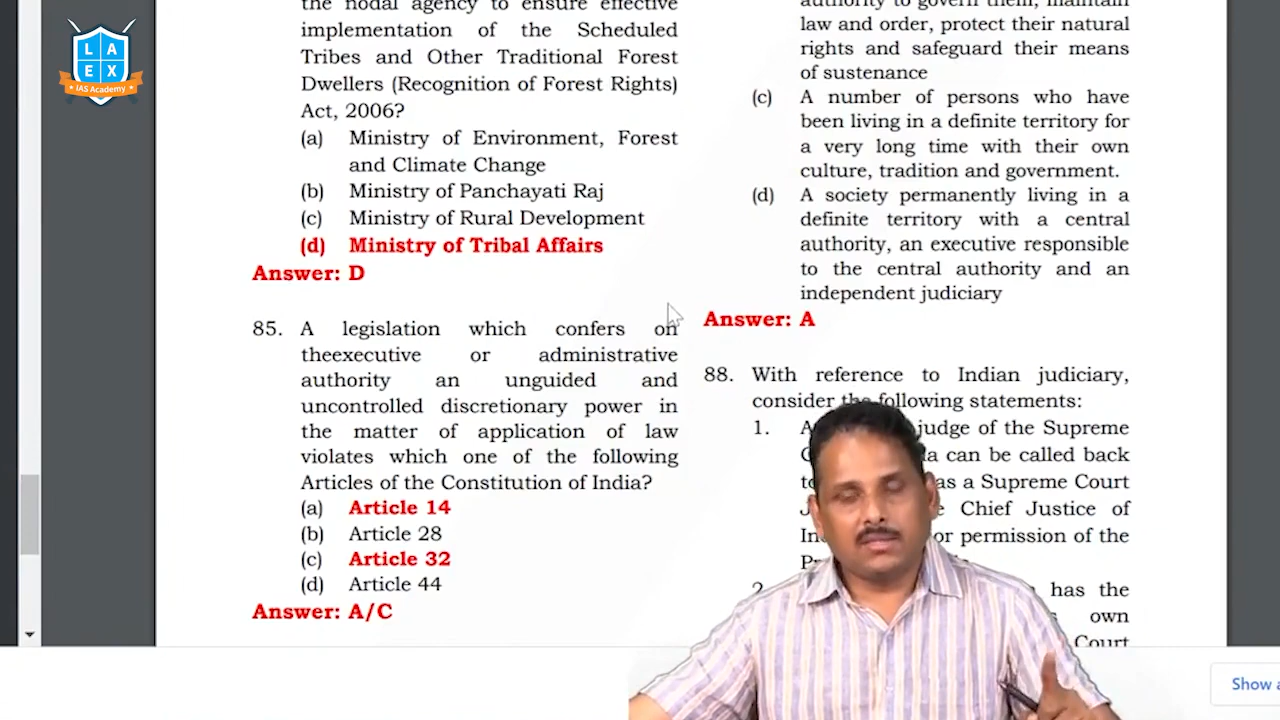 L A
E X
IAS Academy
the nodal agency to ensure effective
implementation of the Scheduled
Tribes and Other Traditional Forest
Dwellers (Recognition of Forest Rights)
Act, 2006?
(a) Ministry of Environment, Forest
and Climate Change
(b) Ministry of Panchayati Raj
(c) Ministry of Rural Development
(d) Ministry of Tribal Affairs
Answer: D
85. A legislation which confers on
theexecutive or administrative
authority an unguided and
uncontrolled discretionary power in
the matter of application of law
violates which one of the following
Articles of the Constitution of India?
(a) Article 14
(b) Article 28
(c) Article 32
(d) Article 44
Answer: A/C
authority to govern them, maintain
law and order, protect their natural
rights and safeguard their means
of sustenance
(c) A number of persons who have
been living in a definite territory for
a very long time with their own
culture, tradition and government.
(d) A society permanently living in a
definite territory with a central
authority, an executive responsible
to the central authority and an
independent judiciary
Answer: A
88. With reference to Indian judiciary,
consider the following statements:
1. judge of the Supreme
can be called back
as a Supreme Court
Chief Justice of
or permission of the
2. has the
own
Court
Show